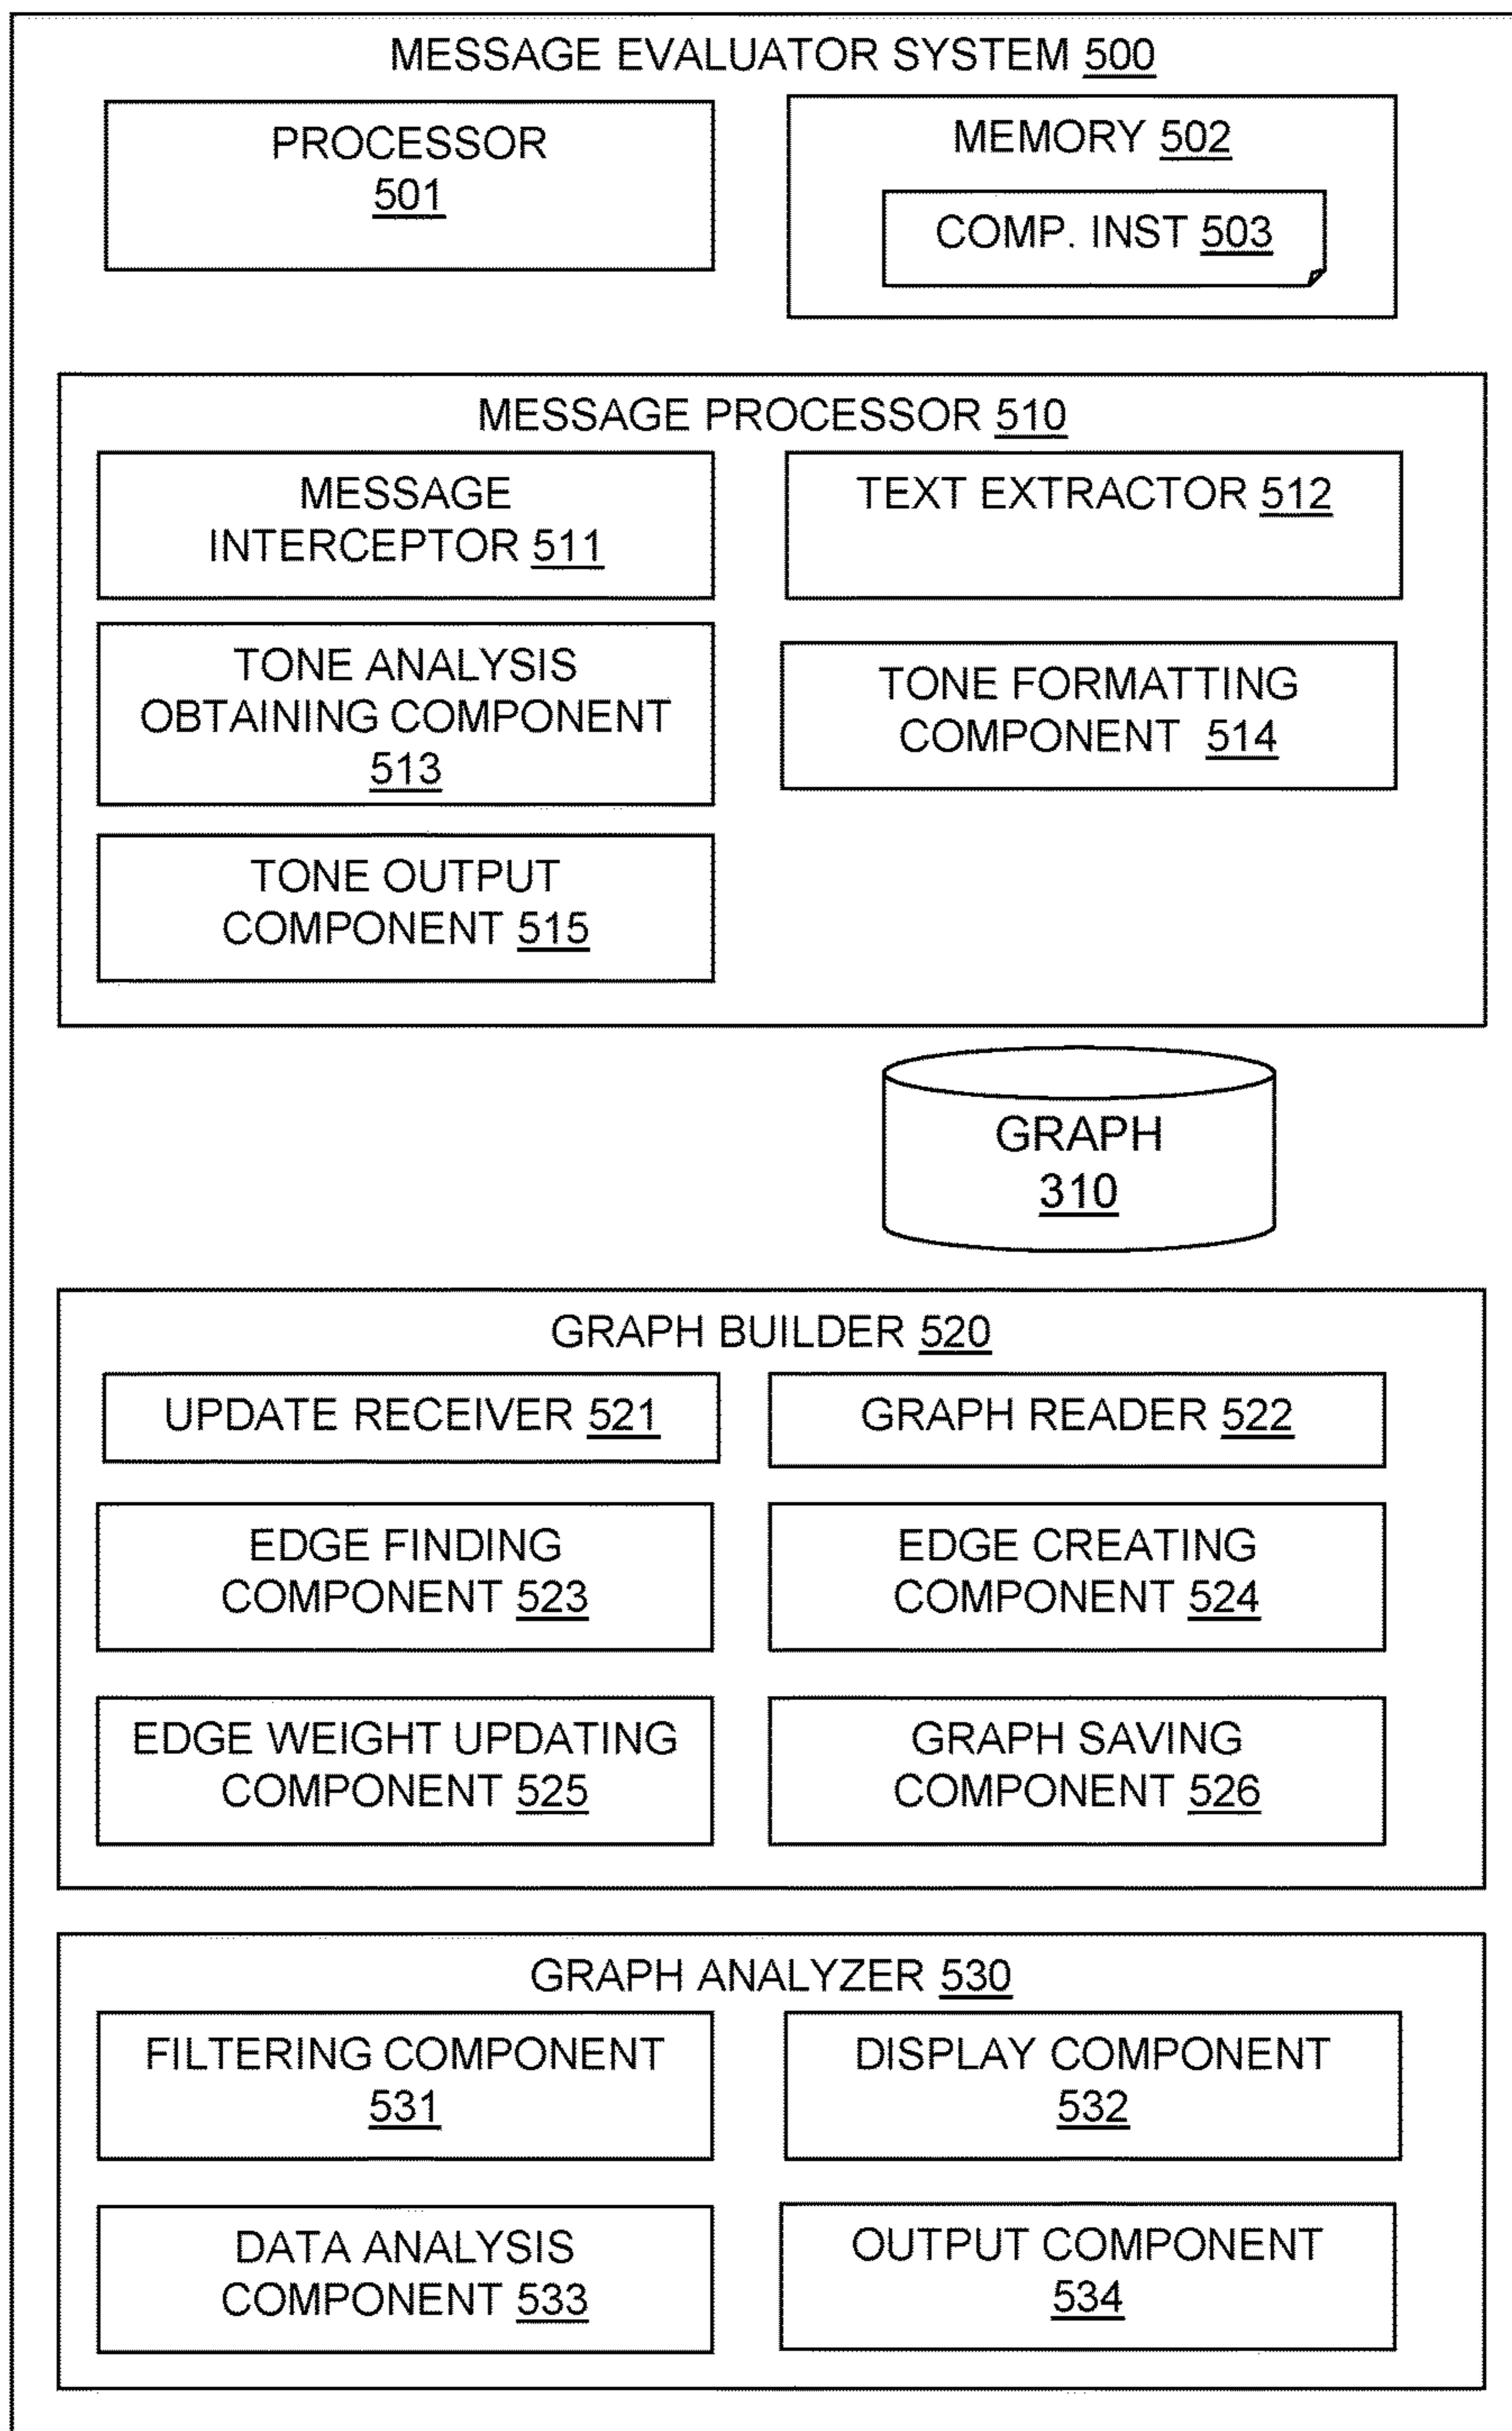 MESSAGE EVALUATOR SYSTEM 500
PROCESSOR
501
MEMORY 502
COMP. INST 503
MESSAGE PROCESSOR 510
MESSAGE
INTERCEPTOR 511
TEXT EXTRACTOR 512
TONE ANALYSIS
OBTAINING COMPONENT
513
TONE FORMATTING
COMPONENT 514
TONE OUTPUT
COMPONENT 515
GRAPH
310
GRAPH BUILDER 520
UPDATE RECEIVER 521
GRAPH READER 522
EDGE FINDING
COMPONENT 523
EDGE CREATING
COMPONENT 524
EDGE WEIGHT UPDATING
COMPONENT 525
GRAPH SAVING
COMPONENT 526
GRAPH ANALYZER 530
FILTERING COMPONENT
531
DISPLAY COMPONENT
532
DATA ANALYSIS
COMPONENT 533
OUTPUT COMPONENT
534